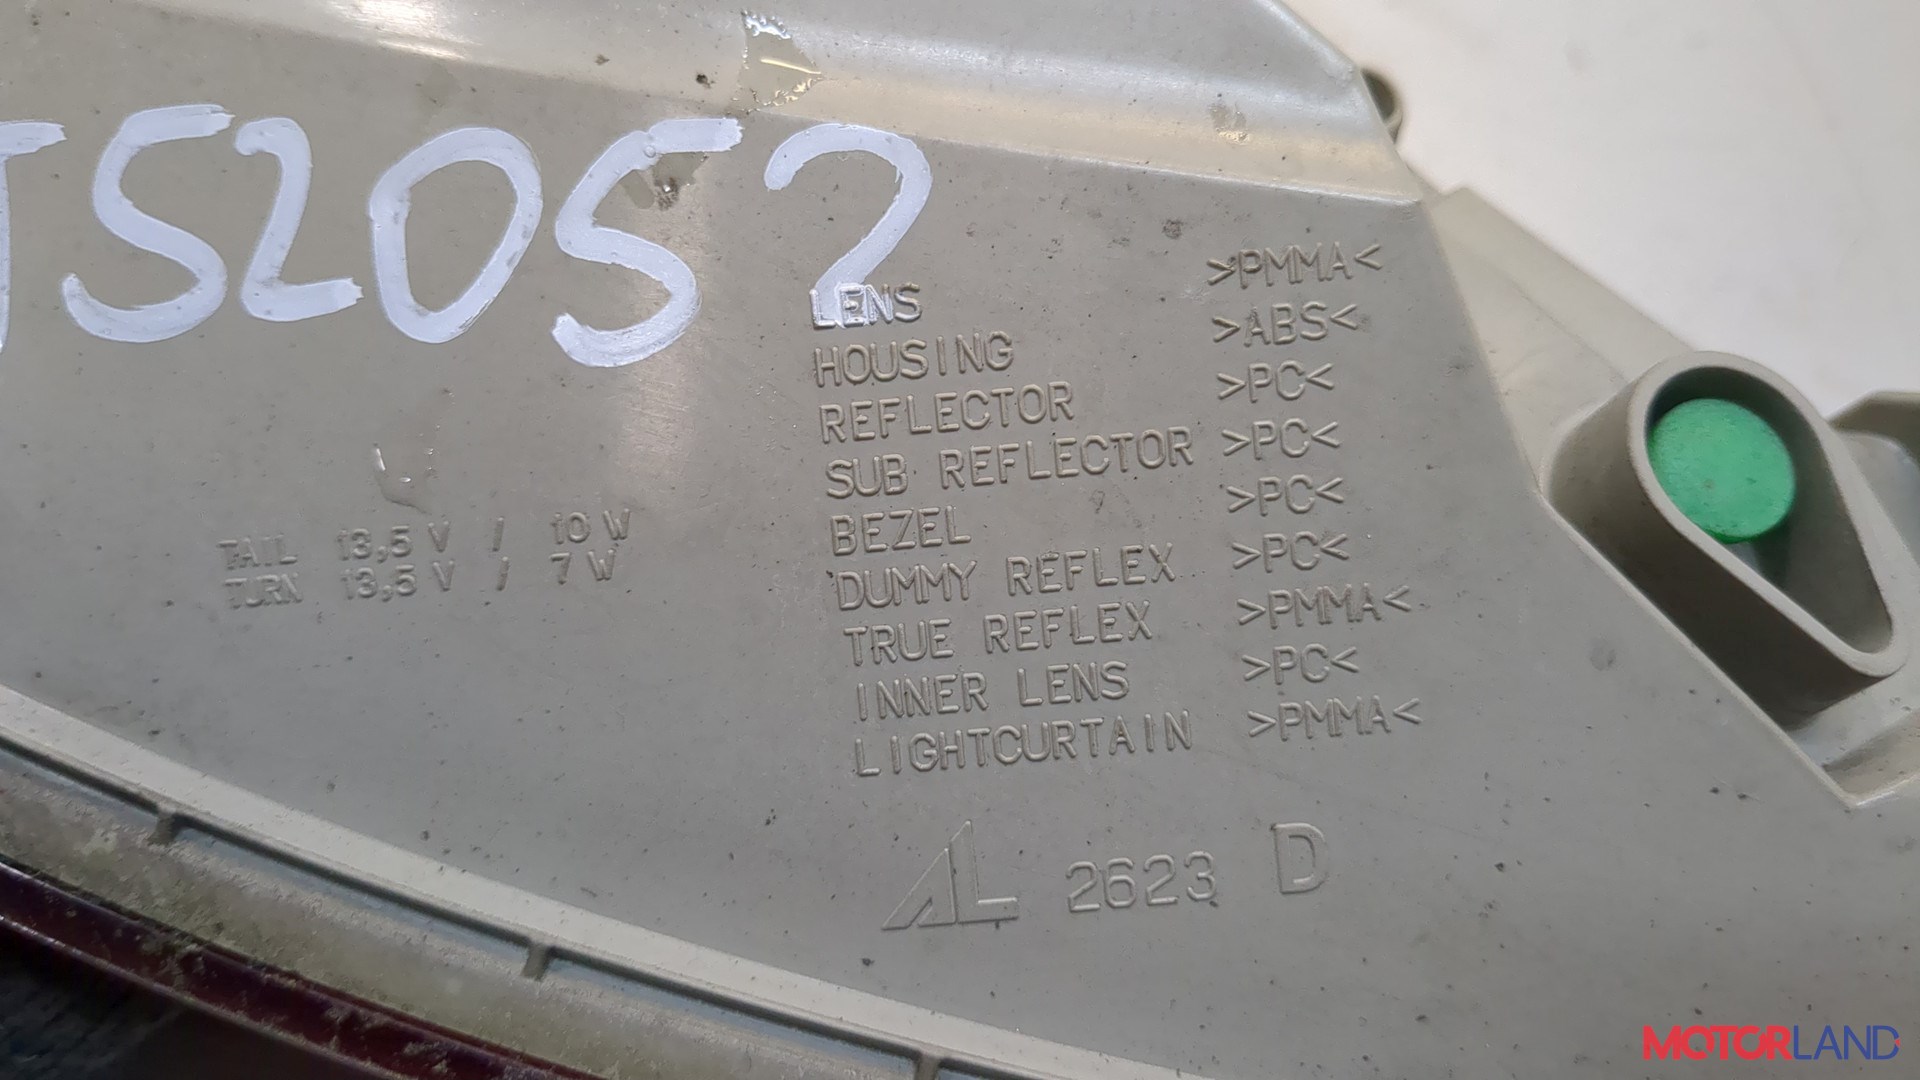 52052
LENS >PMMA<
HOUSING >ABS<
REFLECTOR >PC<
SUB REFLECTOR >PC<
BEZEL >PC<
DUMMY REFLEX >PC<
TRUE REFLEX >PMMA<
INNER LENS >PC<
LIGHTCURTAIN >PMMA<
TAIL 13,5 V / 10 W
TURN 13,5 V / 7 W
AL 2623 D
MOTORLAND